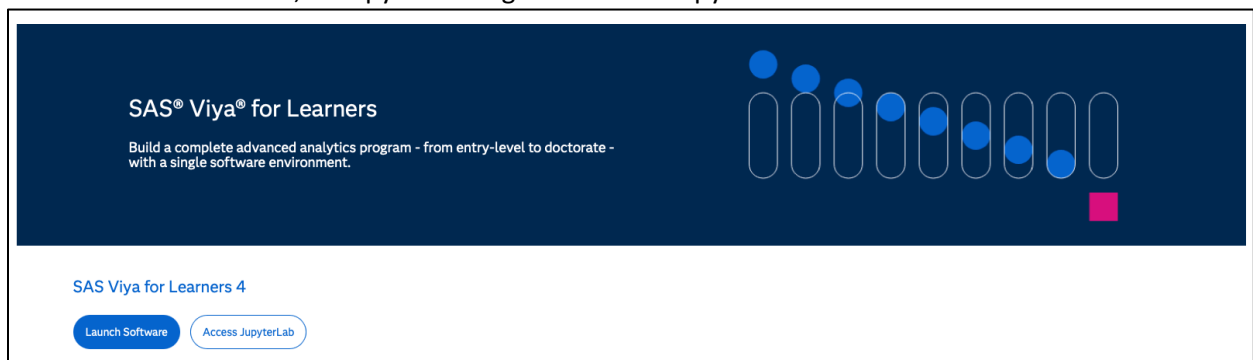 SAS® Viya® for Learners
Build a complete advanced analytics program - from entry-level to doctorate -
with a single software environment.
SAS Viya for Learners 4
Launch Software
Access JupyterLab